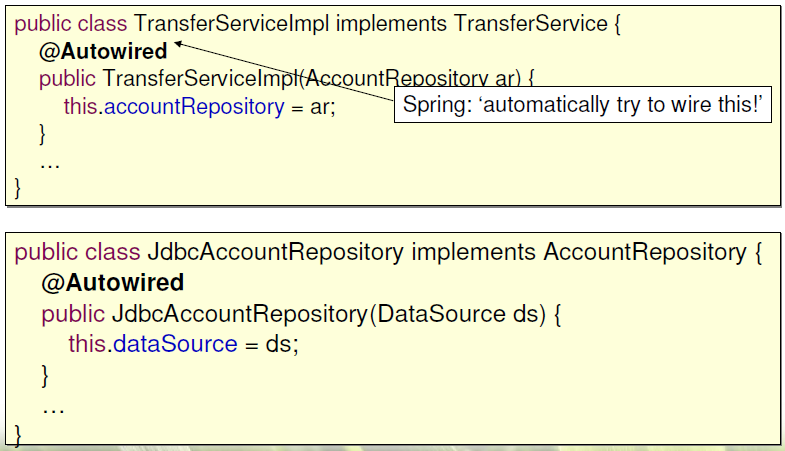 public class TransferServiceImpl implements TransferService {
@Autowired
public TransferServiceImpl(AccountRepository ar) {
this.accountRepository = ar;
Spring: ‘automatically try to wire this!’
}
…
}
public class JdbcAccountRepository implements AccountRepository {
@Autowired
public JdbcAccountRepository(DataSource ds) {
this.dataSource = ds;
}
…
}